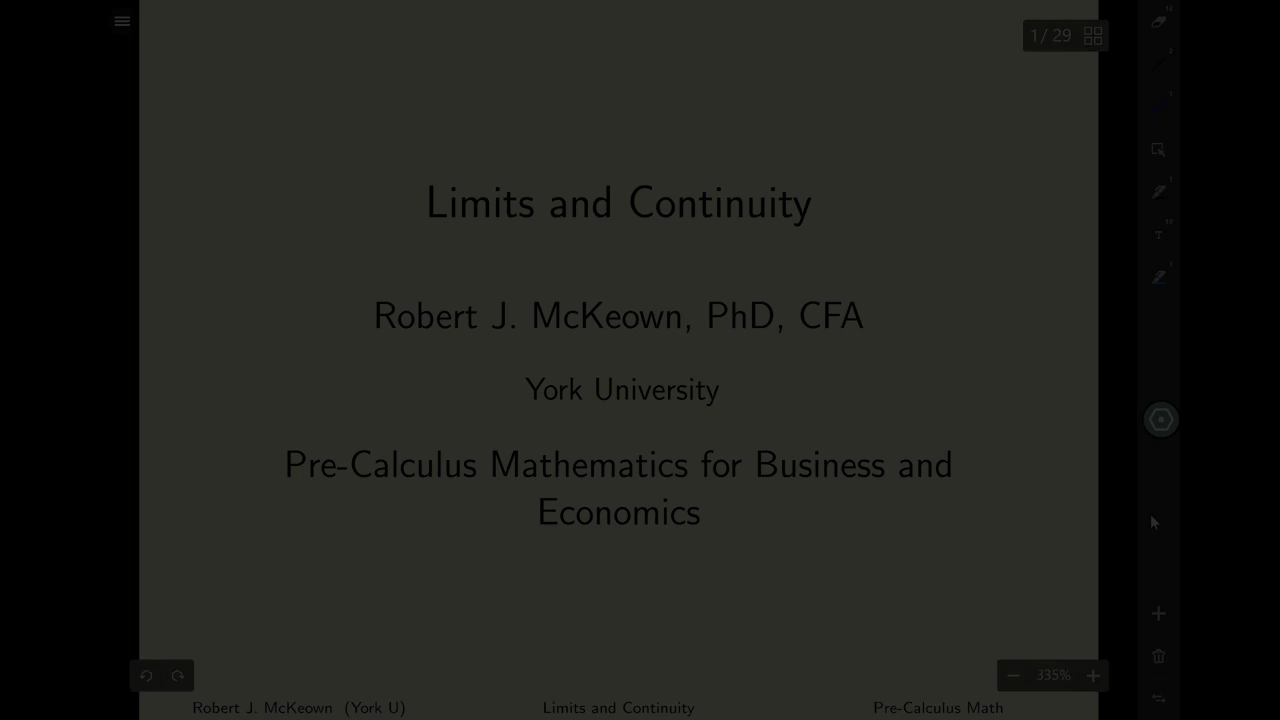 1/ 29
Limits and Continuity
Robert J. McKeown, PhD, CFA
York University
Pre-Calculus Mathematics for Business and
Economics
335%
Robert J. McKeown (York U)
Limits and Continuity
Pre-Calculus Math